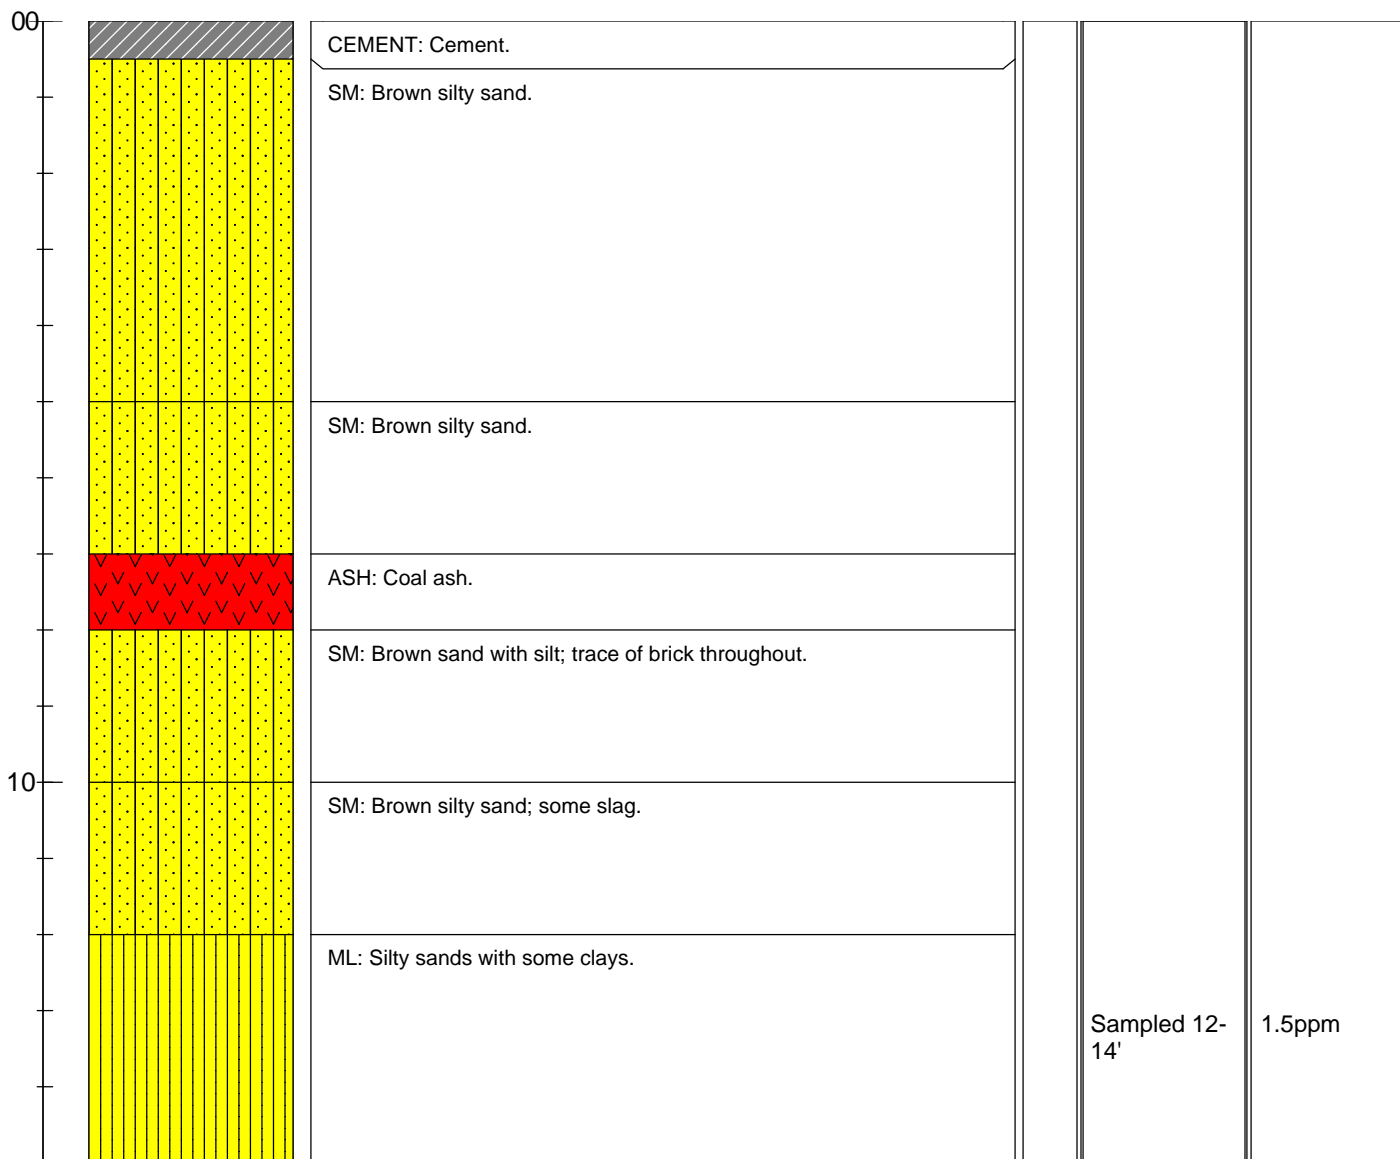 00
CEMENT: Cement.
SM: Brown silty sand.
SM: Brown silty sand.
ASH: Coal ash.
SM: Brown sand with silt; trace of brick throughout.
10
SM: Brown silty sand; some slag.
ML: Silty sands with some clays.
Sampled 12-
14'
1.5ppm